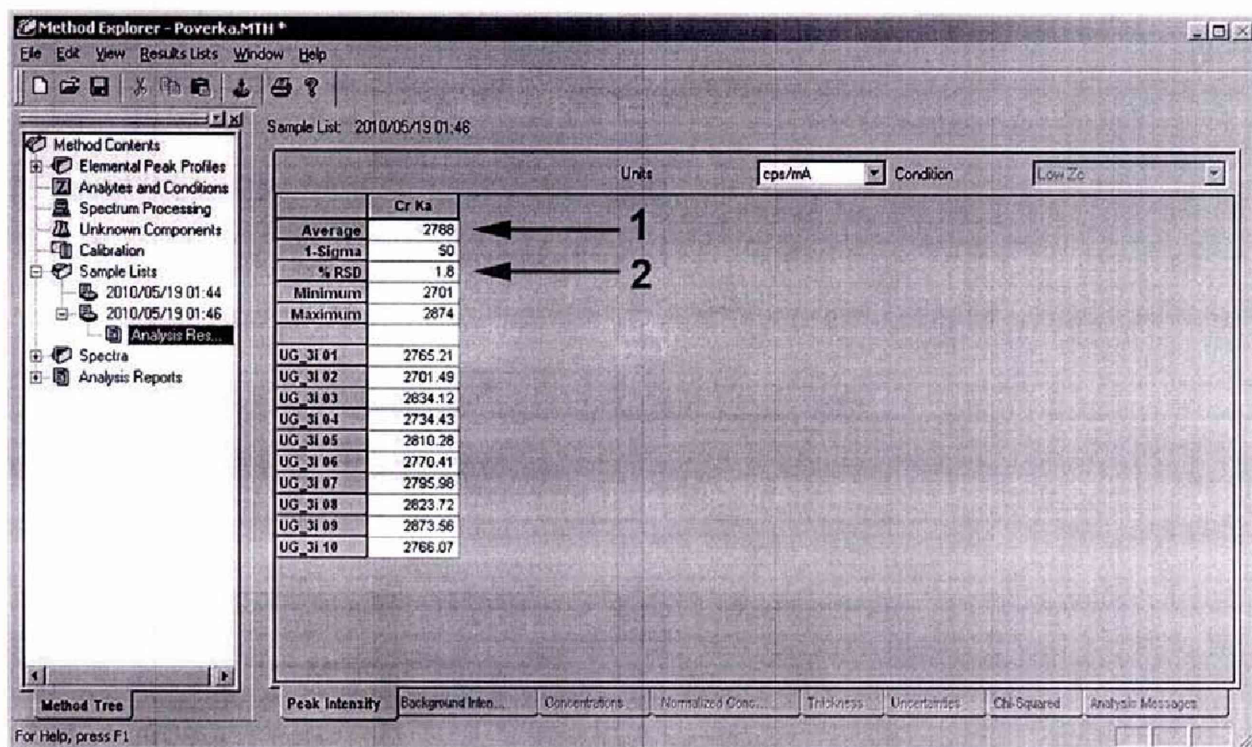 Method Explorer - Poverka.MTH *
File Edit View Results Lists Window Help
Method Contents
Elemental Peak Profiles
Analytes and Conditions
Spectrum Processing
Unknown Components
Calibration
Sample Lists
2010/05/19 01:44
2010/05/19 01:46
Analysis Res...
Spectra
Analysis Reports
Method Tree
Sample List: 2010/05/19 01:46
Units cps/mA Condition Low Zc
Cr Ka
Average 2788 1
1-Sigma 50
% RSD 1.8 2
Minimum 2701
Maximum 2874
UG_3i 01 2765.21
UG_3i 02 2701.49
UG_3i 03 2834.12
UG_3i 04 2734.43
UG_3i 05 2810.28
UG_3i 06 2770.41
UG_3i 07 2795.98
UG_3i 08 2823.72
UG_3i 09 2873.56
UG_3i 10 2766.07
Peak Intensity Background Inten... Concentrations Normalized Conc... Thickness Uncertainties Chi-Squared Analysis Messages
For Help, press F1